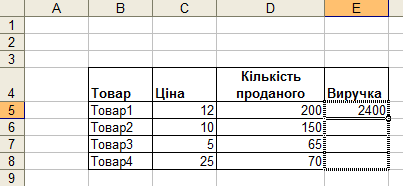 A B C D E
1
2
3
Кількість
4 Товар Ціна проданого Виручка
5 Товар1 12 200 2400
6 Товар2 10 150
7 Товар3 5 65
8 Товар4 25 70
9